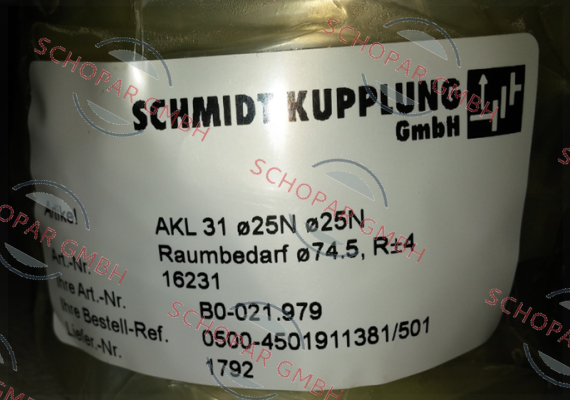 SCHMIDT KUPPLUNG
GmbH
Artikel AKL 31 ø25N ø25N
Raumbedarf ø74.5, R±4
Art.-Nr. 16231
Ihre Art.-Nr. B0-021.979
Ihre Bestell-Ref. 0500-4501911381/501
Liefer.-Nr. 1792
SCHOPAR GMBH
SCHOPAR GMBH
SCHOPAR GMBH
SCHOPAR GMBH
SCHOPAR GMBH
SCHOPAR GMBH